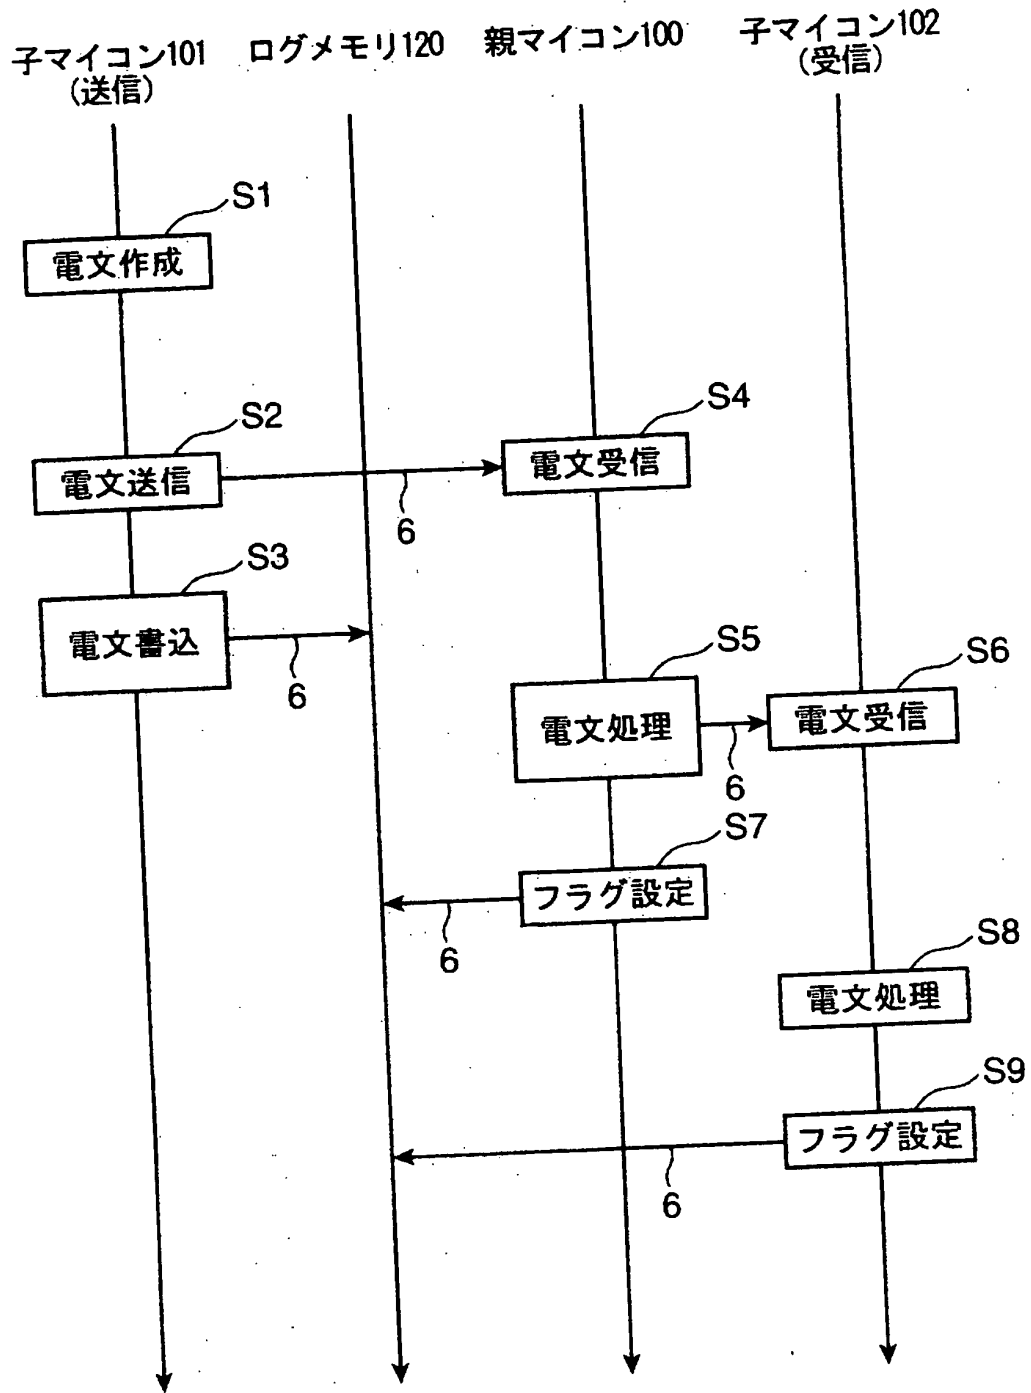 子マイコン101
(送信)
ログメモリ120
親マイコン100
子マイコン102
(受信)
S1
電文作成
S2
電文送信
S4
電文受信
6
S3
電文書込
6
S5
電文処理
S6
電文受信
6
S7
フラグ設定
6
S8
電文処理
S9
フラグ設定
6